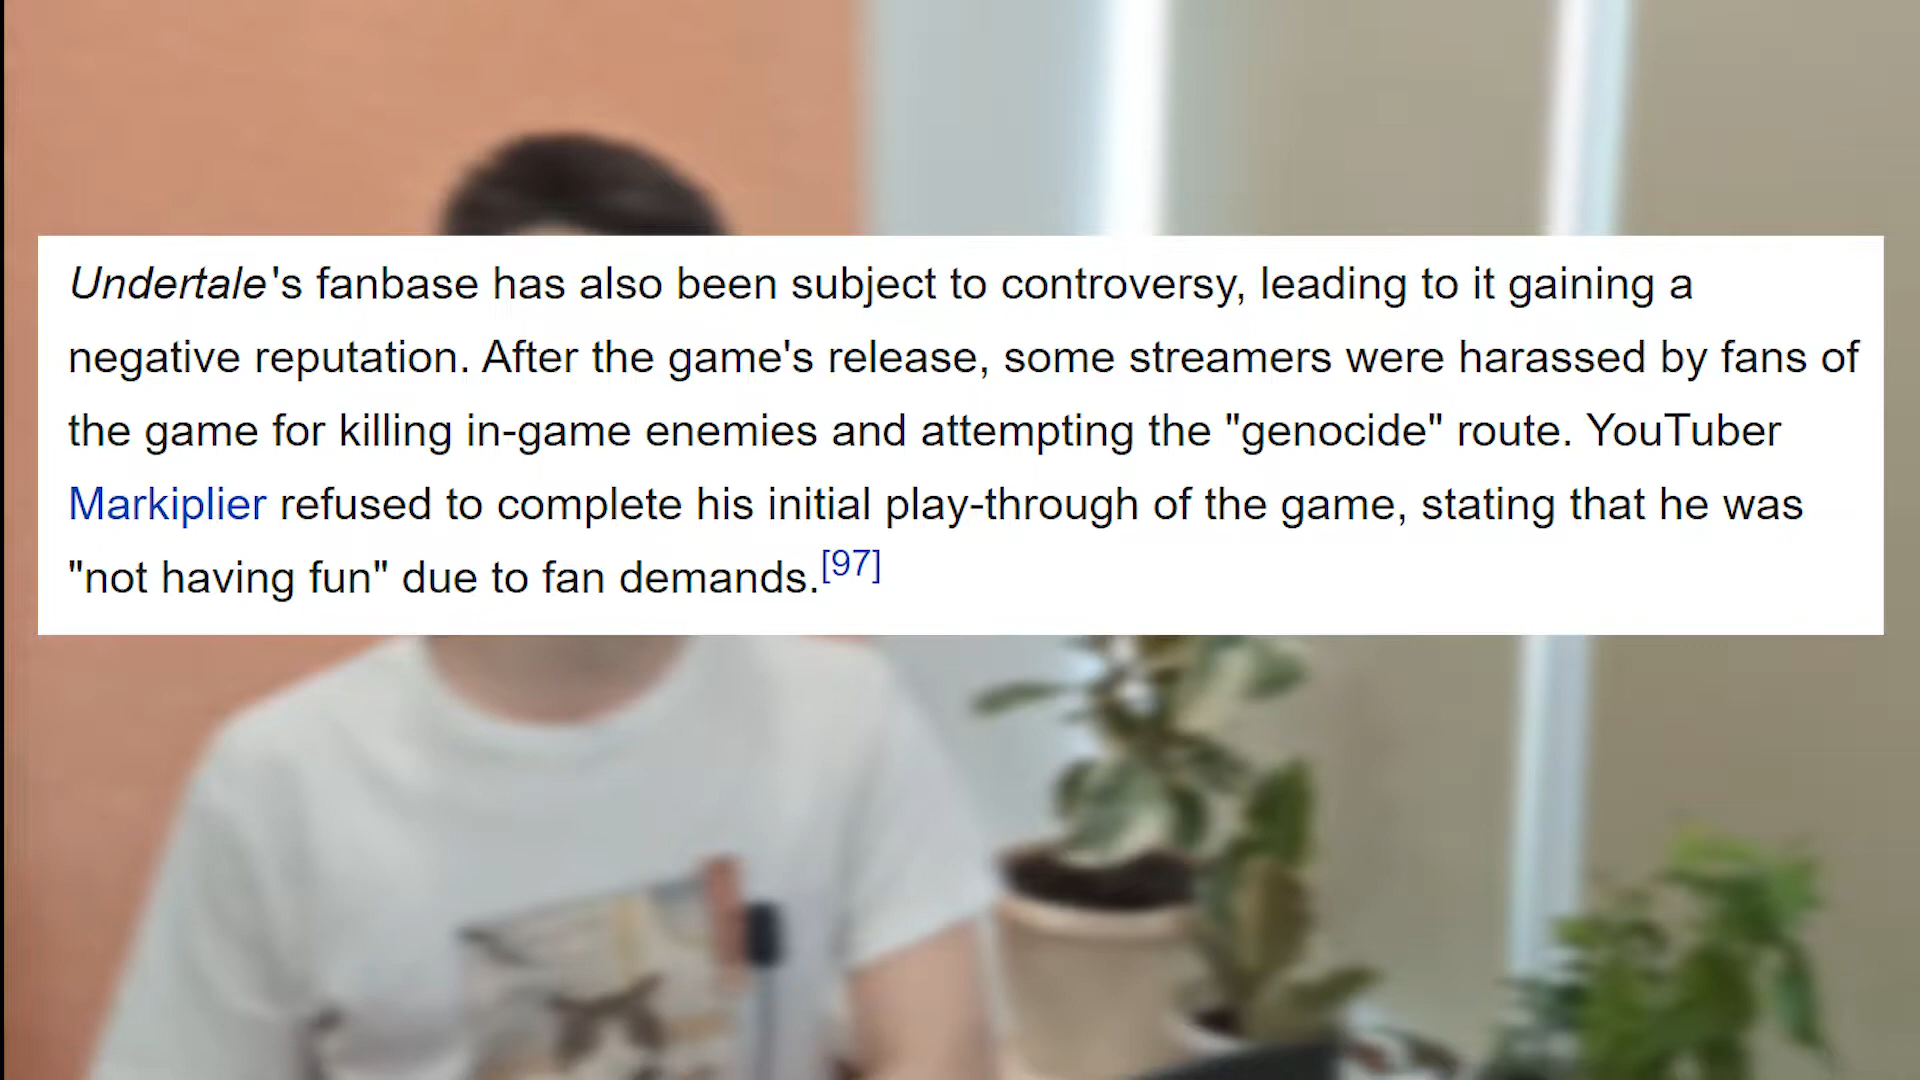 Undertale's fanbase has also been subject to controversy, leading to it gaining a
negative reputation. After the game's release, some streamers were harassed by fans of
the game for killing in-game enemies and attempting the "genocide" route. YouTuber
Markiplier refused to complete his initial play-through of the game, stating that he was
"not having fun" due to fan demands.[97]